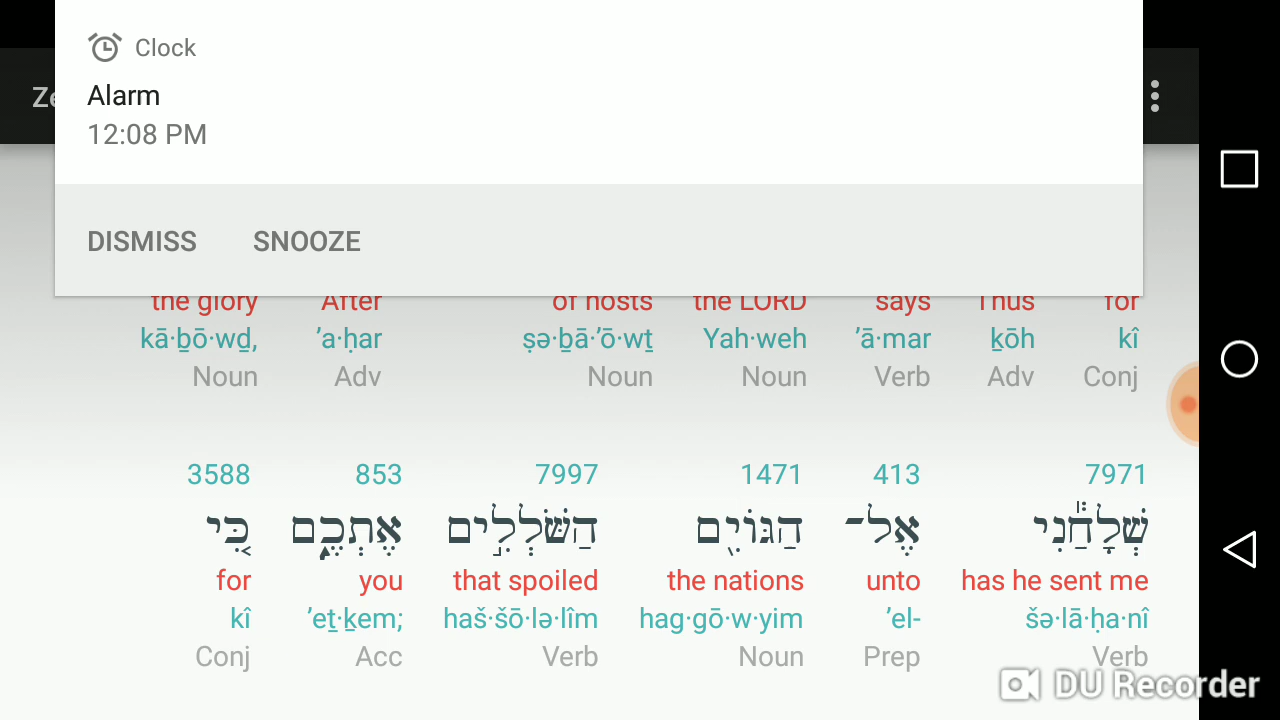 Clock
Alarm
12:08 PM
Ze
DISMISS SNOOZE
the glory After of hosts the LORD says Thus for
kā·ḇō·wḏ, ’a·ḥar ṣə·ḇā·’ō·wṯ Yah·weh ’ā·mar ḵōh kî
Noun Adv Noun Noun Verb Adv Conj
3588 853 7997 1471 413 7971
שְׁלָחַ֕נִי אֶל־ הַגּוֹיִ֖ם הַשֹּׁלְלִ֣ים אֶתְכֶ֑ם כִּ֚י
for you that spoiled the nations unto has he sent me
kî ’eṯ·ḵem; haš·šō·lə·lîm hag·gō·w·yim ’el- šə·lā·ḥa·nî
Conj Acc Verb Noun Prep Verb
DU Recorder